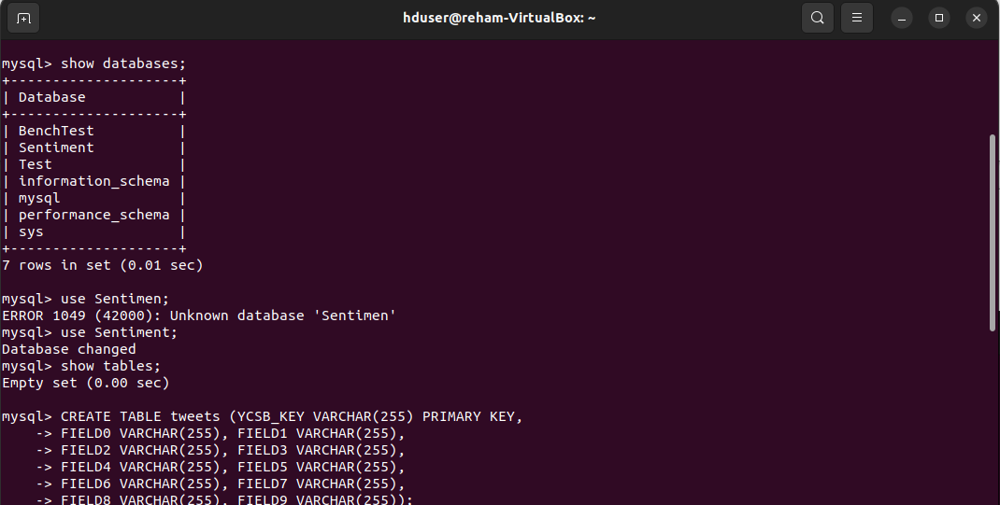 hduser@reham-VirtualBox: ~
mysql> show databases;
+--------------------+
| Database           |
+--------------------+
| BenchTest          |
| Sentiment          |
| Test               |
| information_schema |
| mysql              |
| performance_schema |
| sys                |
+--------------------+
7 rows in set (0.01 sec)
mysql> use Sentimen;
ERROR 1049 (42000): Unknown database 'Sentimen'
mysql> use Sentiment;
Database changed
mysql> show tables;
Empty set (0.00 sec)
mysql> CREATE TABLE tweets (YCSB_KEY VARCHAR(255) PRIMARY KEY,
    -> FIELD0 VARCHAR(255), FIELD1 VARCHAR(255),
    -> FIELD2 VARCHAR(255), FIELD3 VARCHAR(255),
    -> FIELD4 VARCHAR(255), FIELD5 VARCHAR(255),
    -> FIELD6 VARCHAR(255), FIELD7 VARCHAR(255),
    -> FIELD8 VARCHAR(255), FIELD9 VARCHAR(255));